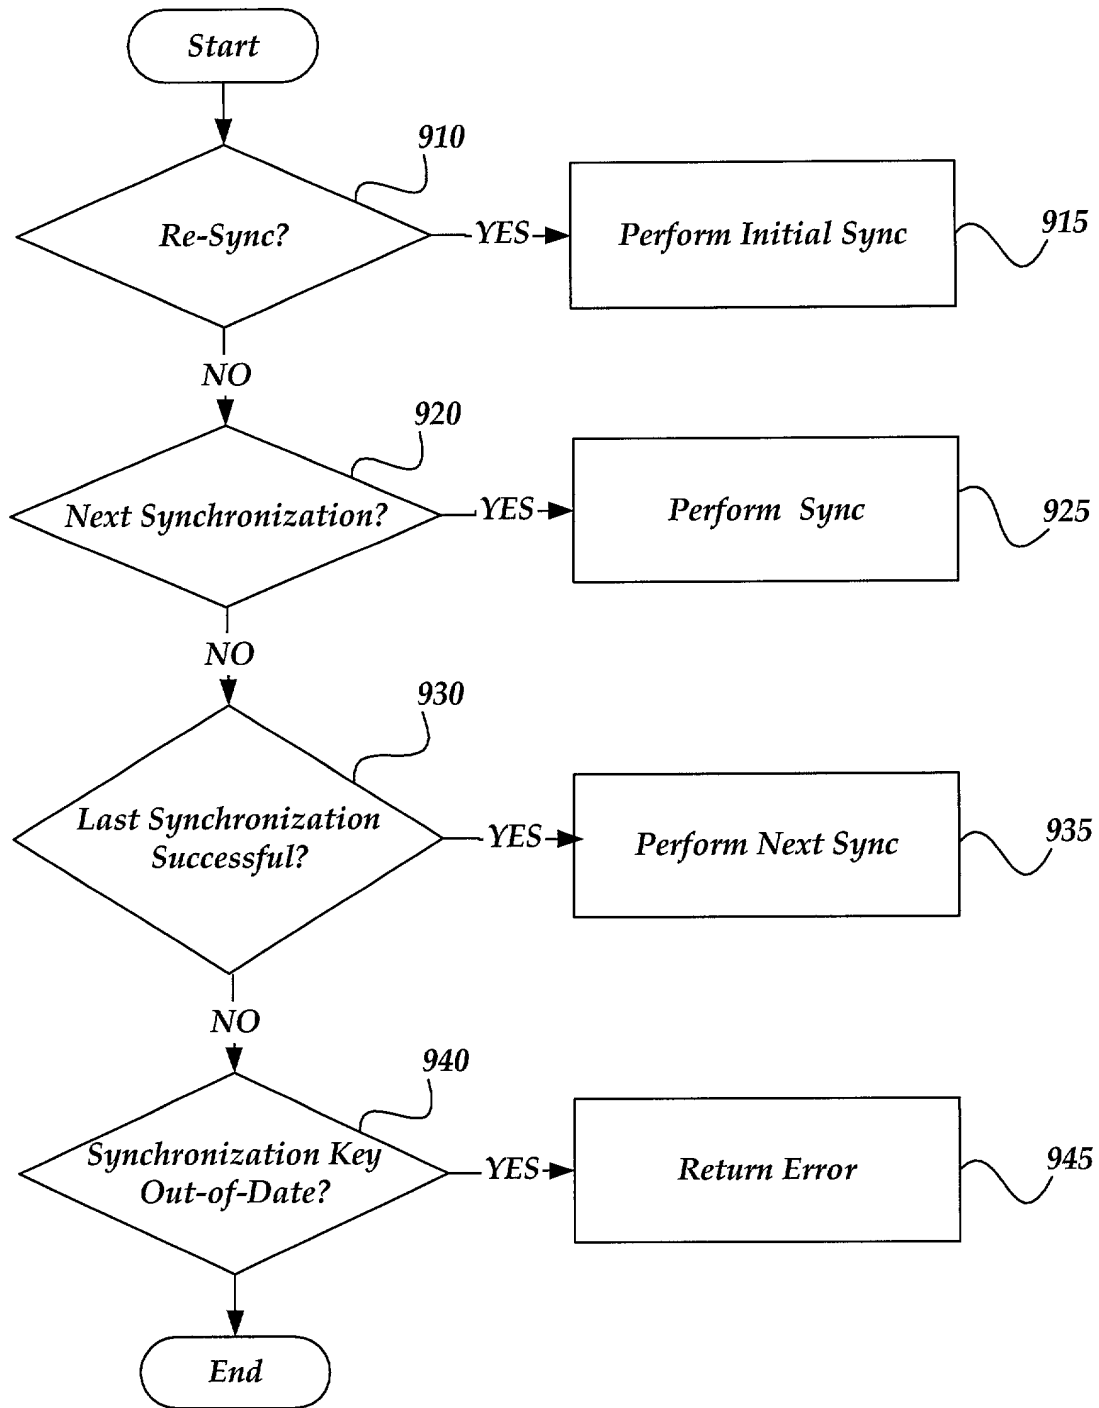 Start
910
Re-Sync?
YES
Perform Initial Sync
915
NO
920
Next Synchronization?
YES
Perform Sync
925
NO
930
Last Synchronization
Successful?
YES
Perform Next Sync
935
NO
940
Synchronization Key
Out-of-Date?
YES
Return Error
945
End